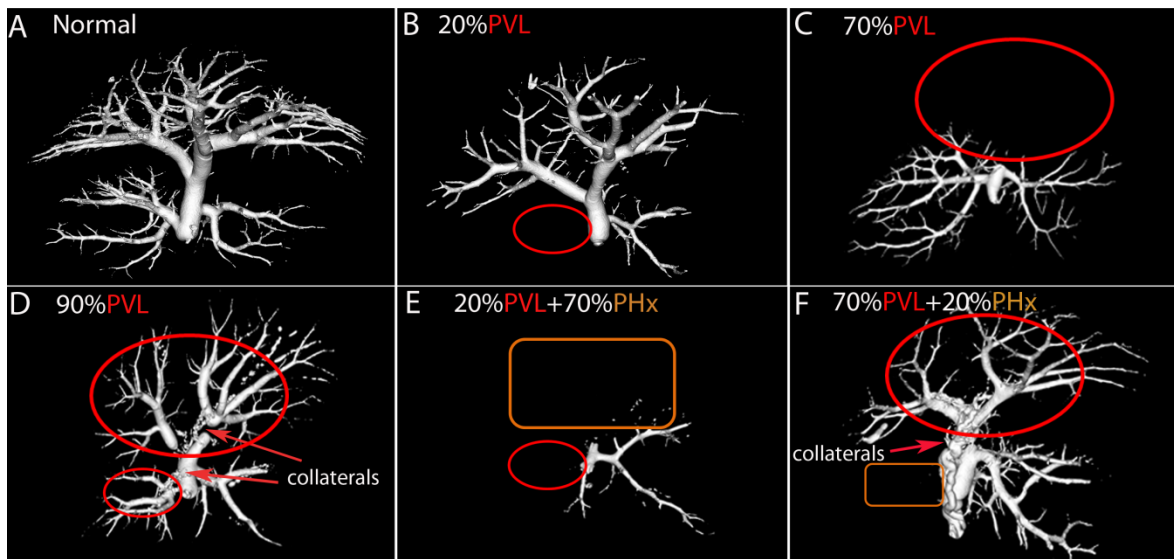 A Normal
B 20%PVL
C 70%PVL
D 90%PVL
collaterals
E 20%PVL+70%PHx
F 70%PVL+20%PHx
collaterals